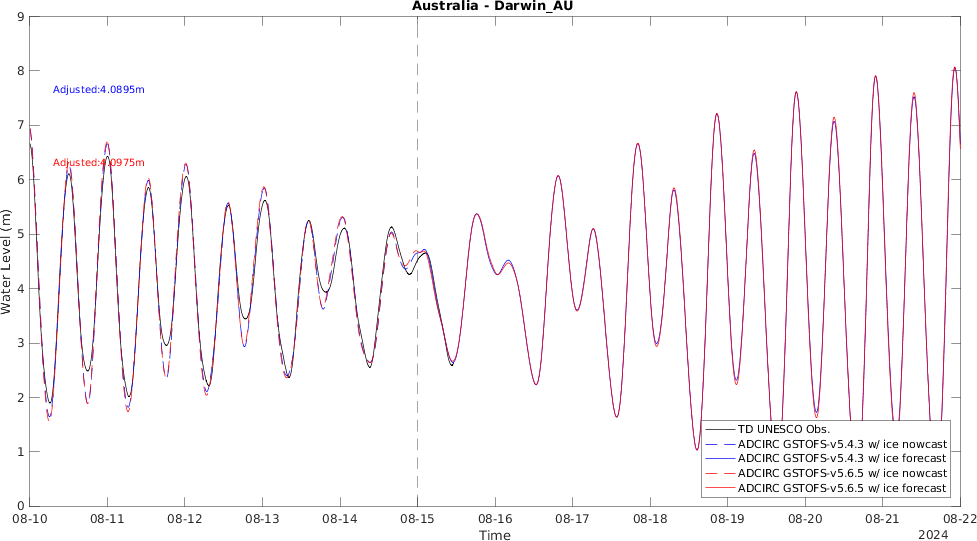 Australia - Darwin_AU
9
8
7
6
5
4
3
2
1
0
Water Level (m)
Adjusted:4.0895m
Adjusted:4.0975m
TD UNESCO Obs.
ADCIRC GSTOFS-v5.4.3 w/ ice nowcast
ADCIRC GSTOFS-v5.4.3 w/ ice forecast
ADCIRC GSTOFS-v5.6.5 w/ ice nowcast
ADCIRC GSTOFS-v5.6.5 w/ ice forecast
08-10 08-11 08-12 08-13 08-14 08-15 08-16 08-17 08-18 08-19 08-20 08-21 08-22
Time
2024